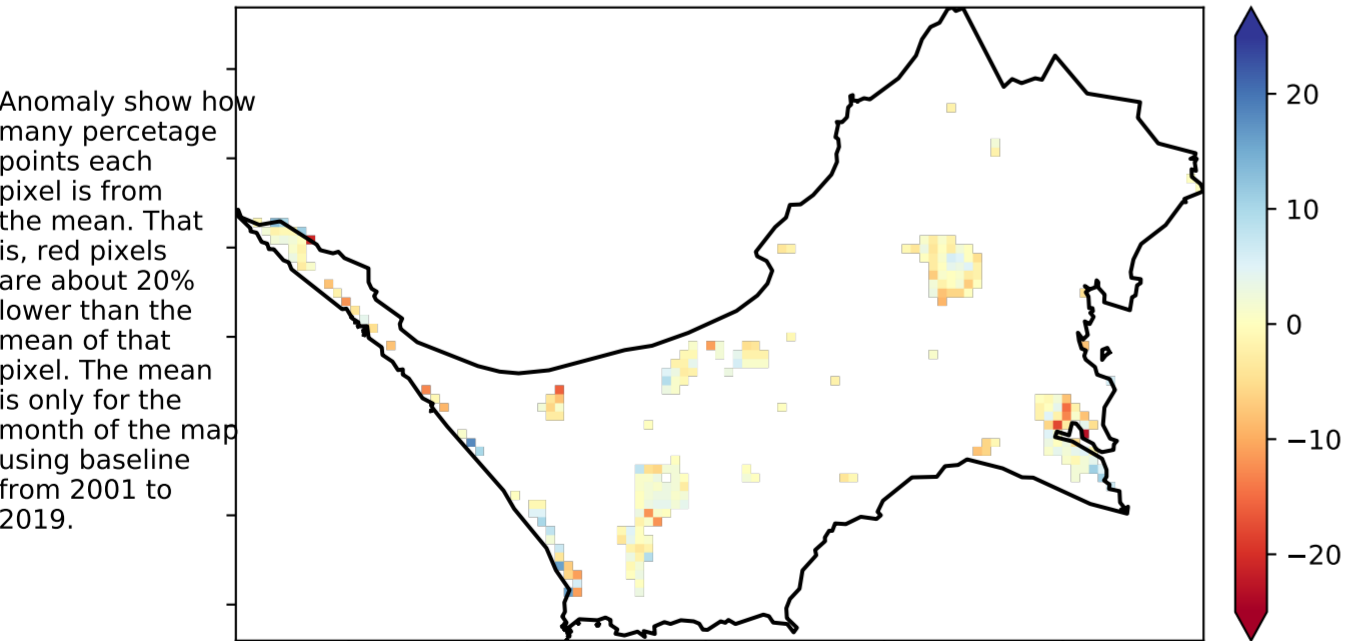 Anomaly show how
many percetage
points each
pixel is from
the mean. That
is, red pixels
are about 20%
lower than the
mean of that
pixel. The mean
is only for the
month of the map
using baseline
from 2001 to
2019.
20
10
0
−10
−20